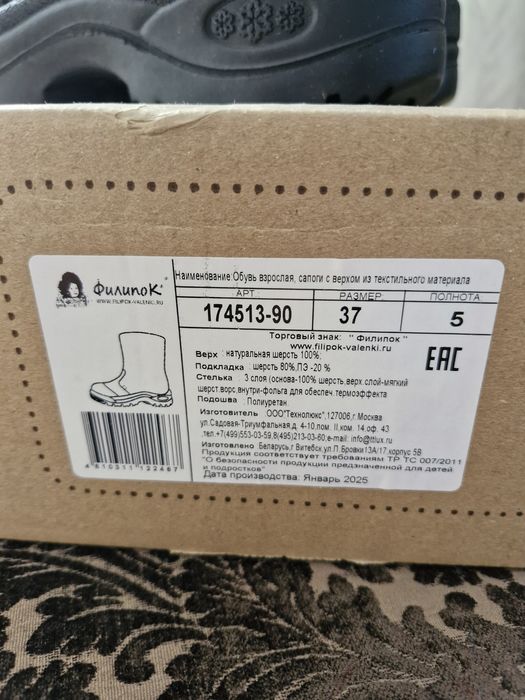 ФилипоК
WWW.FILIPOK-VALENKI.RU
Наименование:Обувь взрослая, сапоги с верхом из текстильного материала
АРТ. РАЗМЕР ПОЛНОТА
174513-90 37 5
Торговый знак: " Филипок "
www.filipok-valenki.ru
Верх : натуральная шерсть 100%;
Подкладка : шерсть 80%,ПЭ -20 %
Стелька : 3 слоя (основа-100% шерсть,верх.слой-мягкий
шерст.ворс,внутри-фольга для обеспеч.термоэффекта
Подошва : Полиуретан.
EAC
Изготовитель : ООО"Технолюкс",127006,г.Москва
ул.Садовая-Триумфальная д. 4-10,пом. II,ком. 14 оф. 43
,тел.+7(499)553-03-59,8(495)213-03-60,e-mail: info@ttlux.ru
Изготовлено :Беларусь,г Витебск,ул.П.Бровки13А/17,корпус 5В
Продукция соответствует требованиям ТР ТС 007/2011
"О безопасности продукции предназначенной для детей
и подростков"
Дата производства: Январь 2025
4 810311 122467